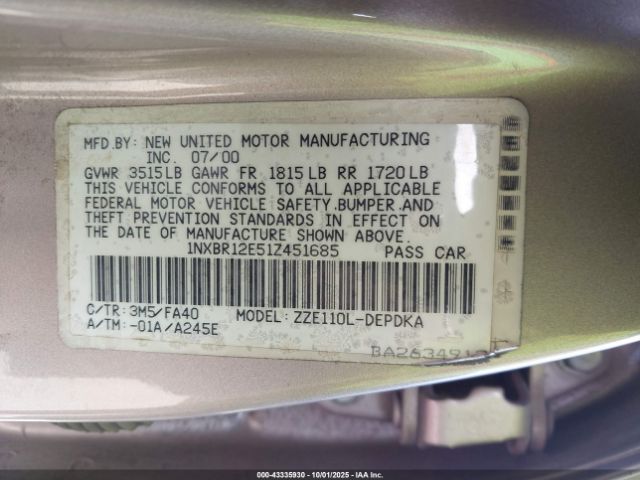 MFD.BY: NEW UNITED MOTOR MANUFACTURING
INC. 07/00
GVWR 3515LB GAWR FR 1815LB RR 1720LB
THIS VEHICLE CONFORMS TO ALL APPLICABLE
FEDERAL MOTOR VEHICLE SAFETY.BUMPER.AND
THEFT PREVENTION STANDARDS IN EFFECT ON
THE DATE OF MANUFACTURE SHOWN ABOVE.
1NXBR12E51Z451685 PASS CAR
C/TR: 3M5/FA40 MODEL: ZZE110L-DEPDKA
A/TM: -01A/A245E
© 2000-2025 - # 43335930 - 10/01/2025 - IAA Inc.